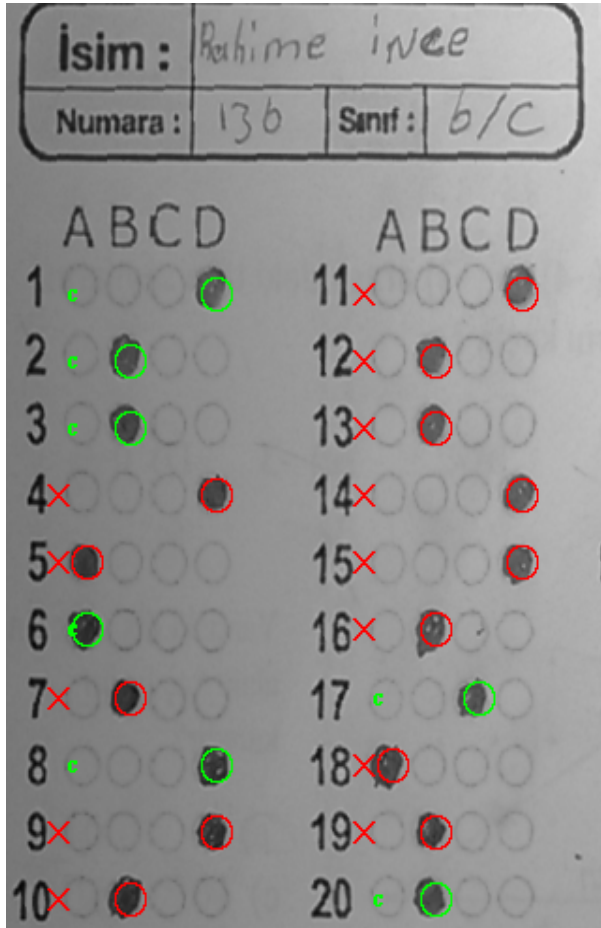 İsim : Rahime ince
Numara : 136 Sınıf : 6/C
A B C D
1 c
2 c
3 c
4 ×
5 ×
6 c
7 ×
8 c
9 ×
10 ×
A B C D
11 ×
12 ×
13 ×
14 ×
15 ×
16 ×
17 c
18 ×
19 ×
20 c